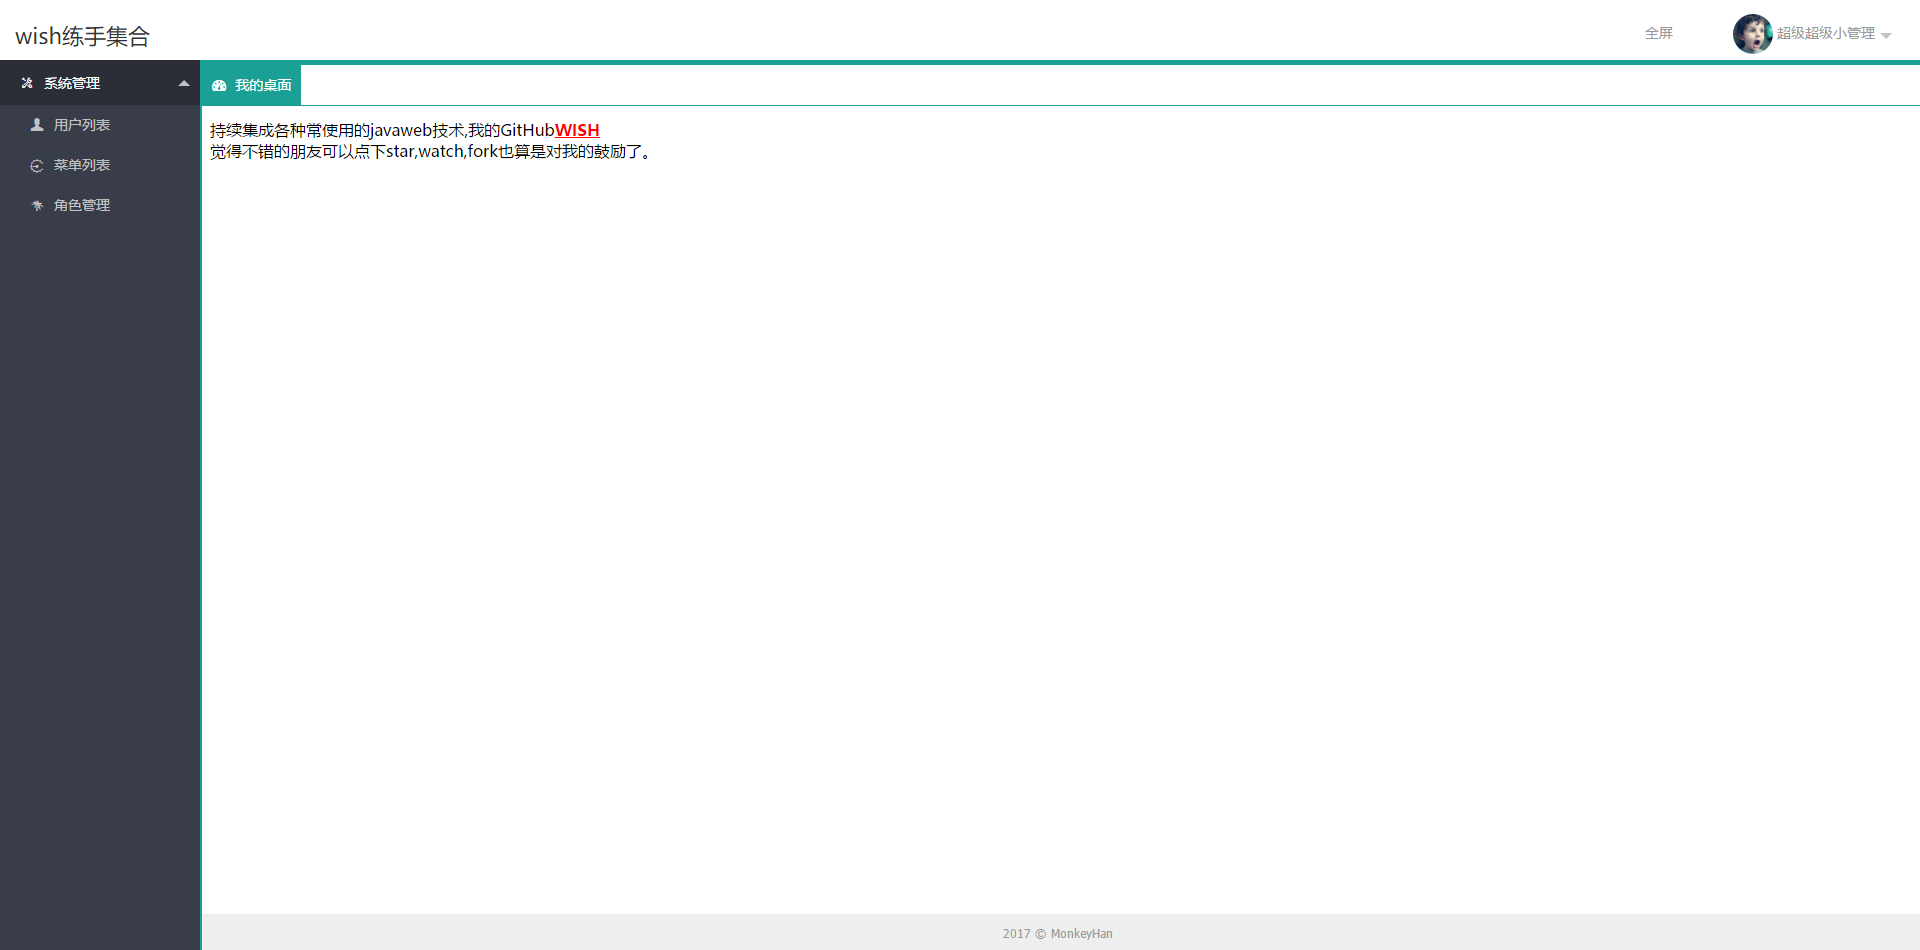 wish练手集合
全屏
超级超级小管理
系统管理
用户列表
菜单列表
角色管理
我的桌面
持续集成各种常使用的javaweb技术,我的GitHubWISH
觉得不错的朋友可以点下star,watch,fork也算是对我的鼓励了。
2017 © MonkeyHan